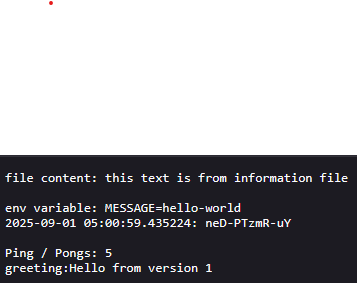 file content: this text is from information file
env variable: MESSAGE=hello-world
2025-09-01 05:00:59.435224: neD-PTzmR-uY
Ping / Pongs: 5
greeting:Hello from version 1